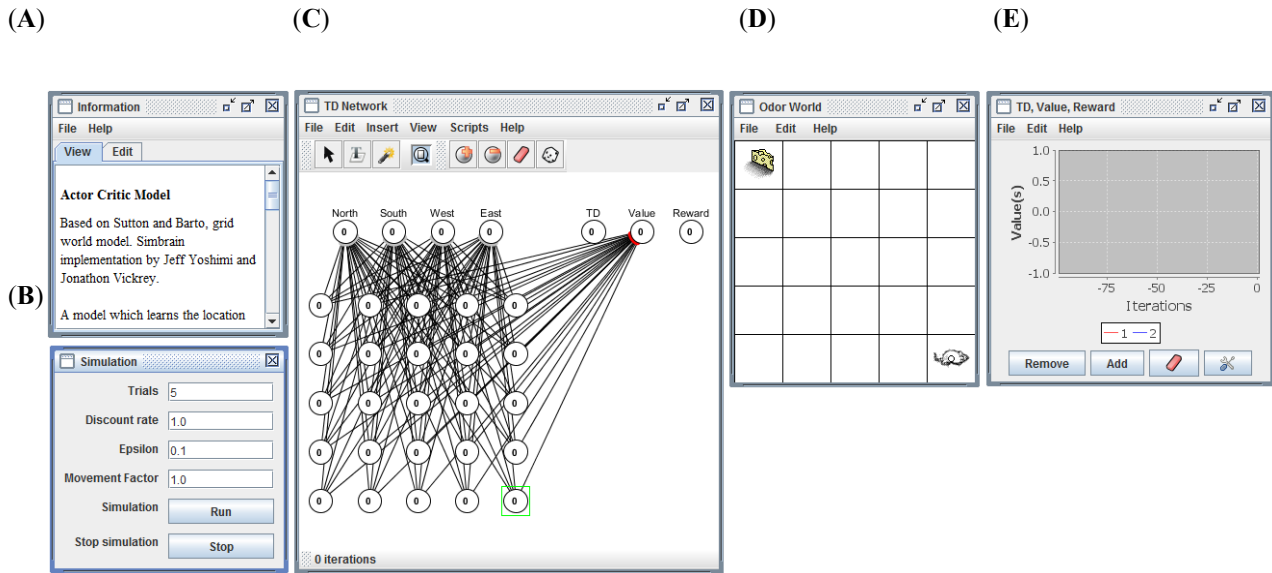 (A)
(C)
(D)
(E)
Information
File Help
View Edit
Actor Critic Model
Based on Sutton and Barto, grid
world model. Simbrain
implementation by Jeff Yoshimi and
Jonathon Vickrey.
A model which learns the location
(B)
Simulation
Trials 5
Discount rate 1.0
Epsilon 0.1
Movement Factor 1.0
Simulation Run
Stop simulation Stop
TD Network
File Edit Insert View Scripts Help
North South West East TD Value Reward
0 0 0 0 0 0 0
0 0 0 0 0
0 0 0 0 0
0 0 0 0 0
0 0 0 0 0
0 0 0 0 0
0 iterations
Odor World
File Edit Help
TD, Value, Reward
File Edit Help
Value(s)
1.0
0.5
0.0
-0.5
-1.0
-75 -50 -25 0
Iterations
1 2
Remove Add